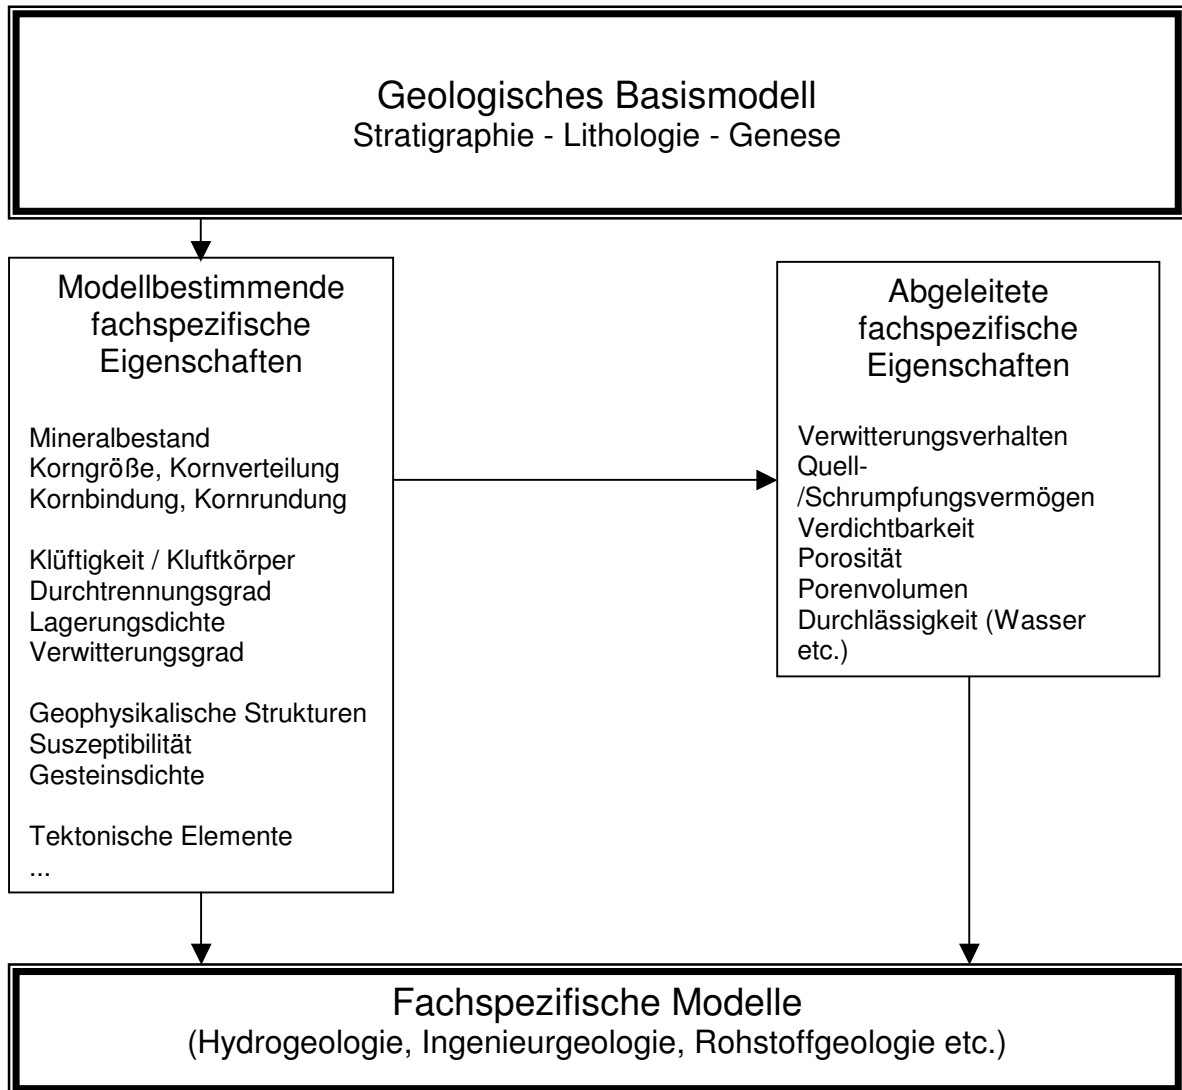 Geologisches Basismodell
Stratigraphie - Lithologie - Genese
Modellbestimmende
fachspezifische
Eigenschaften
Mineralbestand
Korngröße, Kornverteilung
Kornbindung, Kornrundung
Klüftigkeit / Kluftkörper
Durchtrennungsgrad
Lagerungsdichte
Verwitterungsgrad
Geophysikalische Strukturen
Suszeptibilität
Gesteinsdichte
Tektonische Elemente
...
Abgeleitete
fachspezifische
Eigenschaften
Verwitterungsverhalten
Quell-
/Schrumpfungsvermögen
Verdichtbarkeit
Porosität
Porenvolumen
Durchlässigkeit (Wasser
etc.)
Fachspezifische Modelle
(Hydrogeologie, Ingenieurgeologie, Rohstoffgeologie etc.)